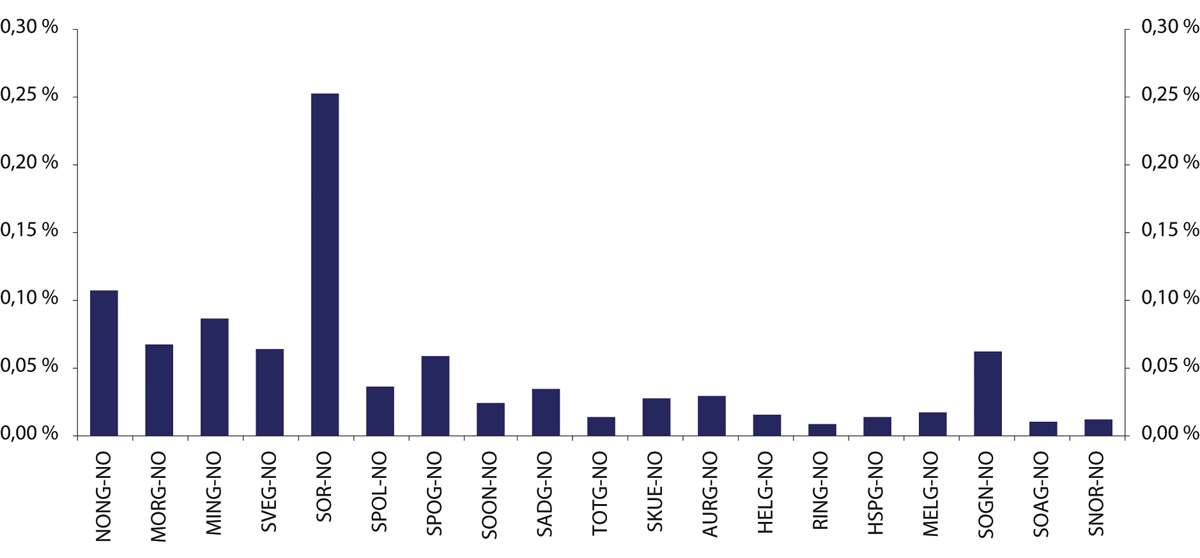 0,30 % 0,30 %
0,25 % 0,25 %
0,20 % 0,20 %
0,15 % 0,15 %
0,10 % 0,10 %
0,05 % 0,05 %
0,00 % 0,00 %
NONG-NO
MORG-NO
MING-NO
SVEG-NO
SOR-NO
SPOL-NO
SPOG-NO
SOON-NO
SADG-NO
TOTG-NO
SKUE-NO
AURG-NO
HELG-NO
RING-NO
HSPG-NO
MELG-NO
SOGN-NO
SOAG-NO
SNOR-NO